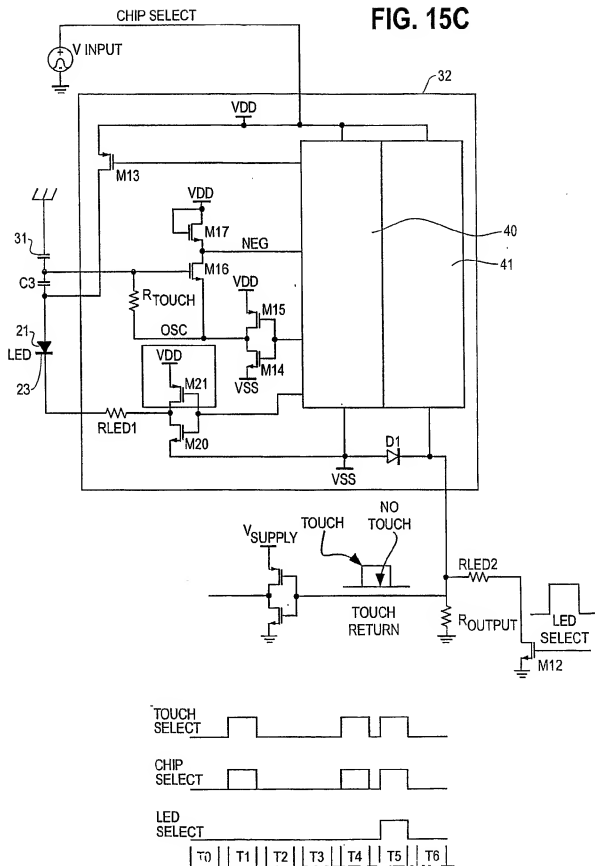 FIG. 15C
CHIP SELECT
V INPUT
32
VDD
M13
VDD
31
M17
NEG
40
M16
C3
41
RTOUCH
VDD
M15
OSC
21
LED
VDD
M14
23
M21
VSS
RLED1
M20
D1
VSS
NO
TOUCH
TOUCH
VSUPPLY
RLED2
TOUCH
RETURN
ROUTPUT
LED
SELECT
M12
TOUCH
SELECT
CHIP
SELECT
LED
SELECT
T0 T1 T2 T3 T4 T5 T6